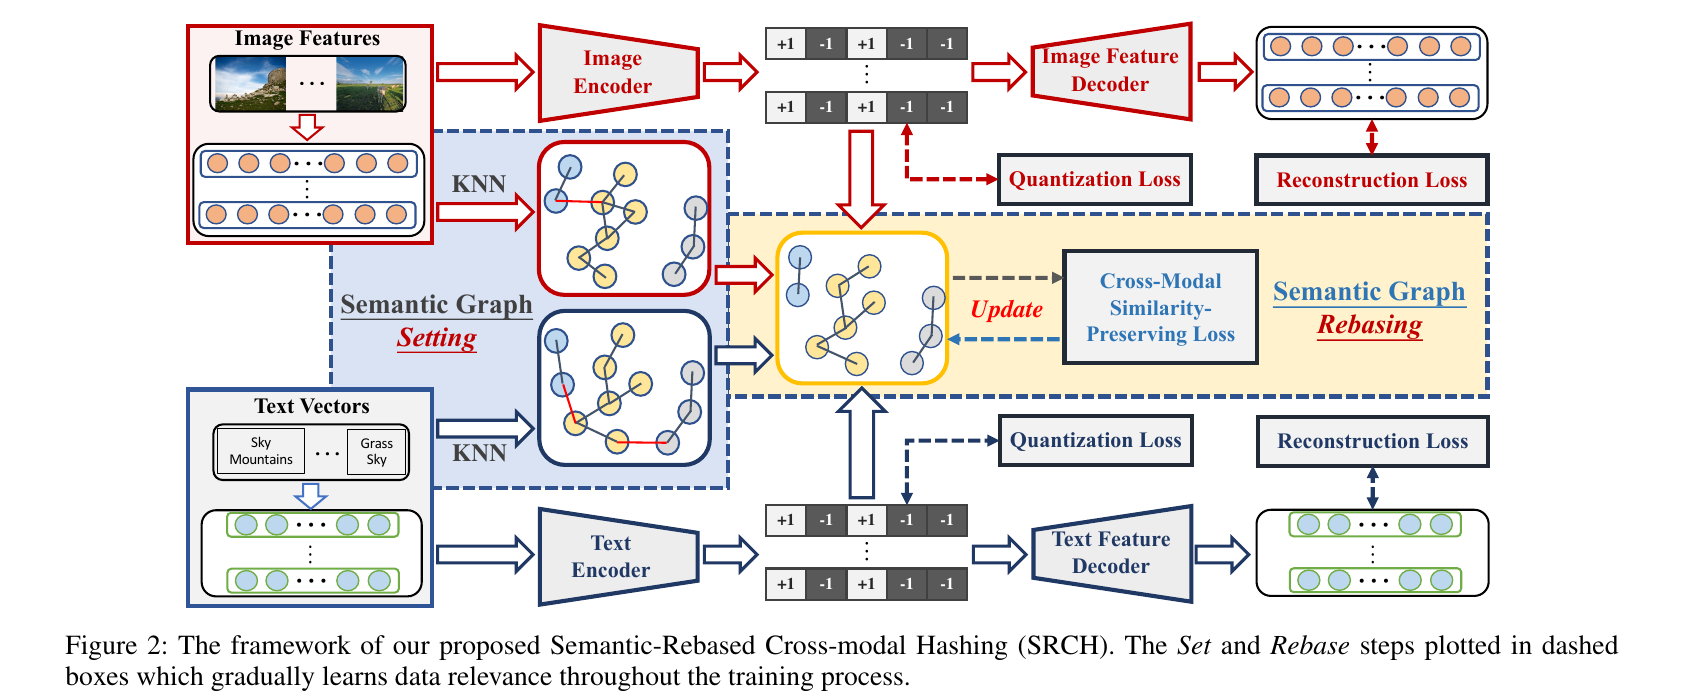 Image Features
. . .
Image
Encoder
+1 -1 +1 -1 -1
+1 -1 +1 -1 -1
Image Feature
Decoder
Quantization Loss
Reconstruction Loss
KNN
Semantic Graph
Setting
KNN
Update
Cross-Modal
Similarity-
Preserving Loss
Semantic Graph
Rebasing
Text Vectors
Sky
Mountains
. . .
Grass
Sky
Quantization Loss
Reconstruction Loss
Text
Encoder
+1 -1 +1 -1 -1
+1 -1 +1 -1 -1
Text Feature
Decoder
Figure 2: The framework of our proposed Semantic-Rebased Cross-modal Hashing (SRCH). The Set and Rebase steps plotted in dashed
boxes which gradually learns data relevance throughout the training process.